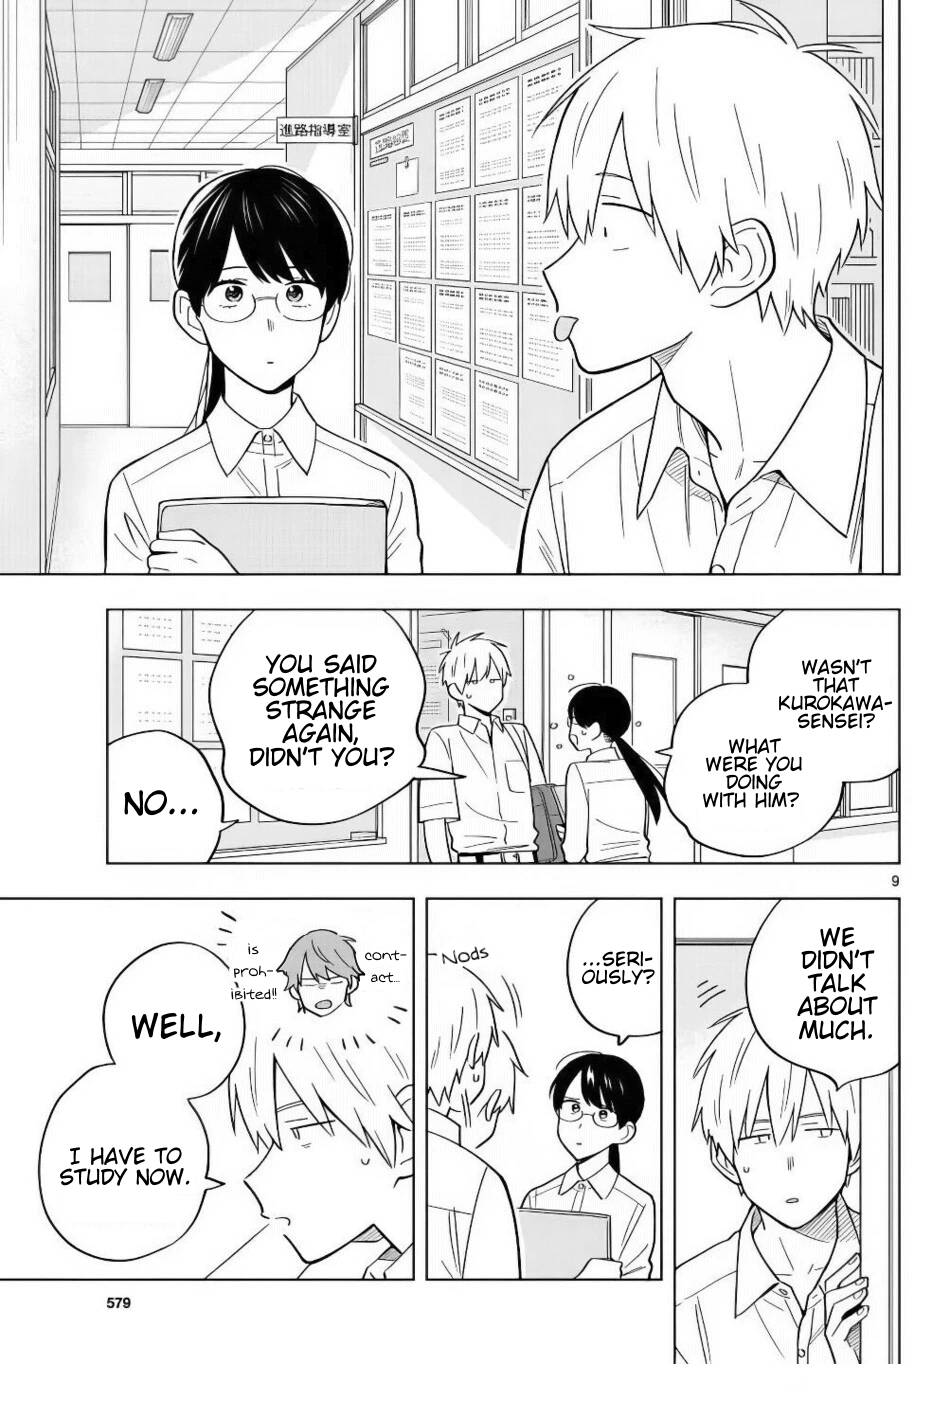 進路指導室
WASN'T
THAT
KUROKAWA-
SENSEI?
WHAT
WERE YOU
DOING
WITH HIM?
YOU SAID
SOMETHING
STRANGE
AGAIN,
DIDN'T YOU?
NO...
9
WE
DIDN'T
TALK
ABOUT
MUCH.
...SERI-
OUSLY?
Nods
cont-
act...
is
proh-
ibited!!
WELL,
I HAVE TO
STUDY NOW.
579